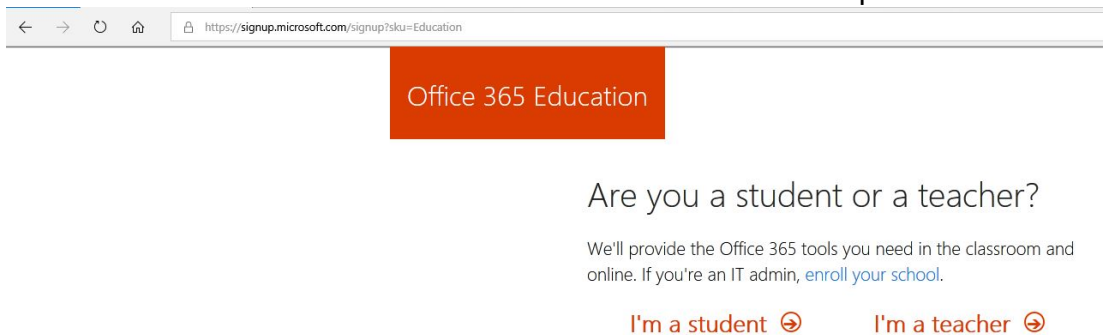 https://signup.microsoft.com/signup?sku=Education
Office 365 Education
Are you a student or a teacher?
We'll provide the Office 365 tools you need in the classroom and
online. If you're an IT admin, enroll your school.
I'm a student I'm a teacher